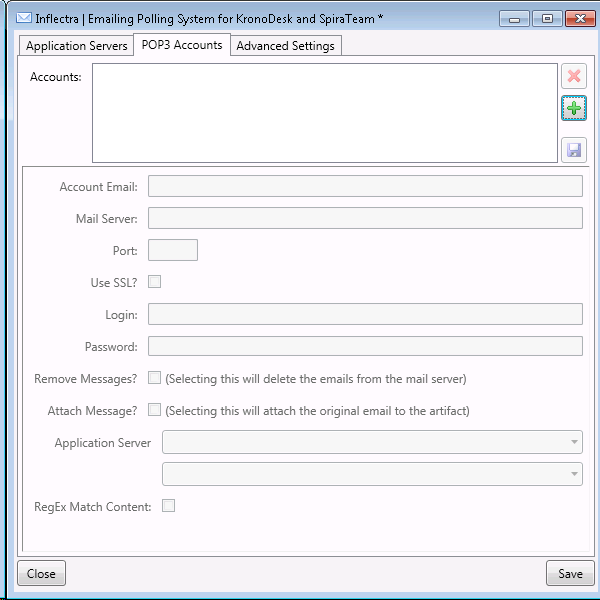 Inflectra | Emailing Polling System for KronoDesk and SpiraTeam *
Application Servers POP3 Accounts Advanced Settings
Accounts:
Account Email:
Mail Server:
Port:
Use SSL?
Login:
Password:
Remove Messages? (Selecting this will delete the emails from the mail server)
Attach Message? (Selecting this will attach the original email to the artifact)
Application Server
RegEx Match Content:
Close Save